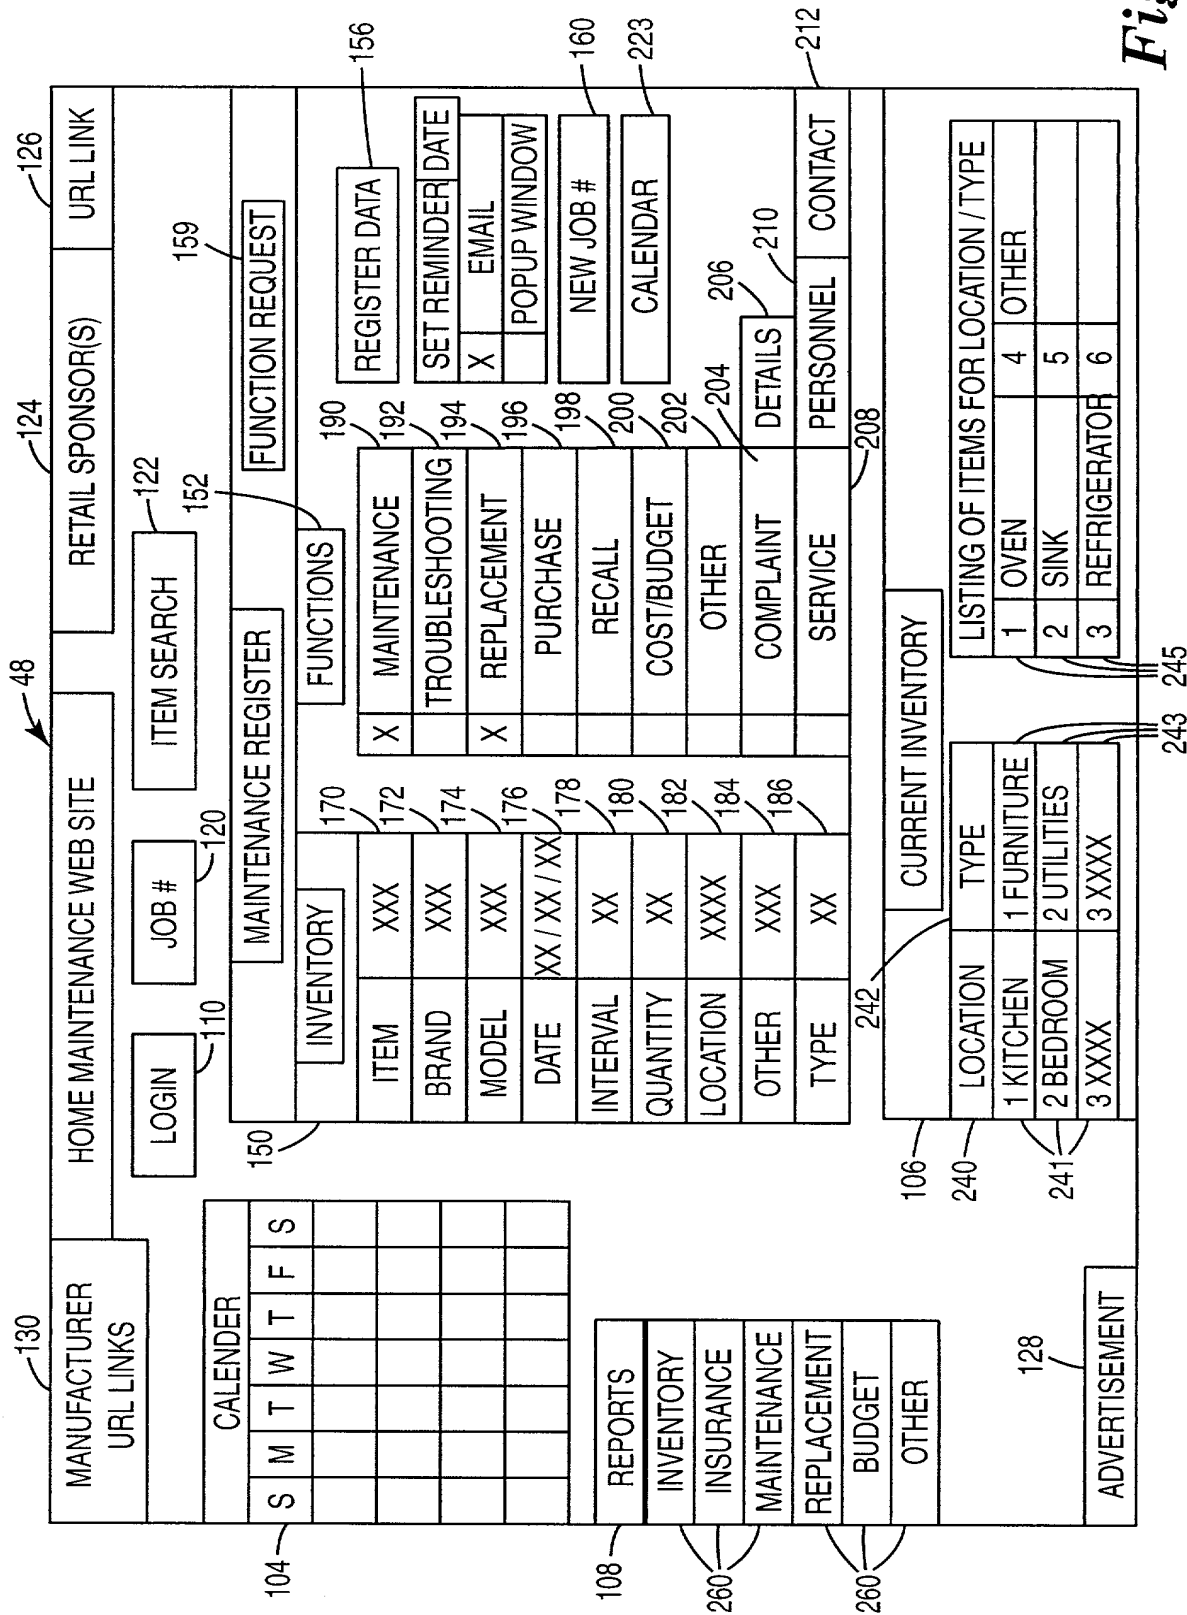 48
130
124
126
MANUFACTURER
URL LINKS
HOME MAINTENANCE WEB SITE
RETAIL SPONSOR(S)
URL LINK
LOGIN
110
JOB #
120
ITEM SEARCH
122
CALENDER
S M T W T F S
104
MAINTENANCE REGISTER
FUNCTION REQUEST
159
150
INVENTORY
FUNCTIONS
152
ITEM XXX 170
BRAND XXX 172
MODEL XXX 174
DATE XX / XX / XX 176
INTERVAL XX 178
QUANTITY XX 180
LOCATION XXXX 182
OTHER XXX 184
TYPE XX 186
X MAINTENANCE 190
TROUBLESHOOTING 192
X REPLACEMENT 194
PURCHASE 196
RECALL 198
COST/BUDGET 200
OTHER 202
COMPLAINT 204
SERVICE 208
REGISTER DATA
156
SET REMINDER DATE
X EMAIL
POPUP WINDOW
NEW JOB #
160
CALENDAR
223
DETAILS
206
PERSONNEL
210
CONTACT
212
REPORTS
108
INVENTORY
INSURANCE
MAINTENANCE
260
REPLACEMENT
BUDGET
OTHER
260
ADVERTISEMENT
128
106
CURRENT INVENTORY
242
240
LOCATION TYPE
1 KITCHEN 1 FURNITURE
2 BEDROOM 2 UTILITIES
3 XXXX 3 XXXX
241
243
LISTING OF ITEMS FOR LOCATION / TYPE
1 OVEN 4 OTHER
2 SINK 5
3 REFRIGERATOR 6
245